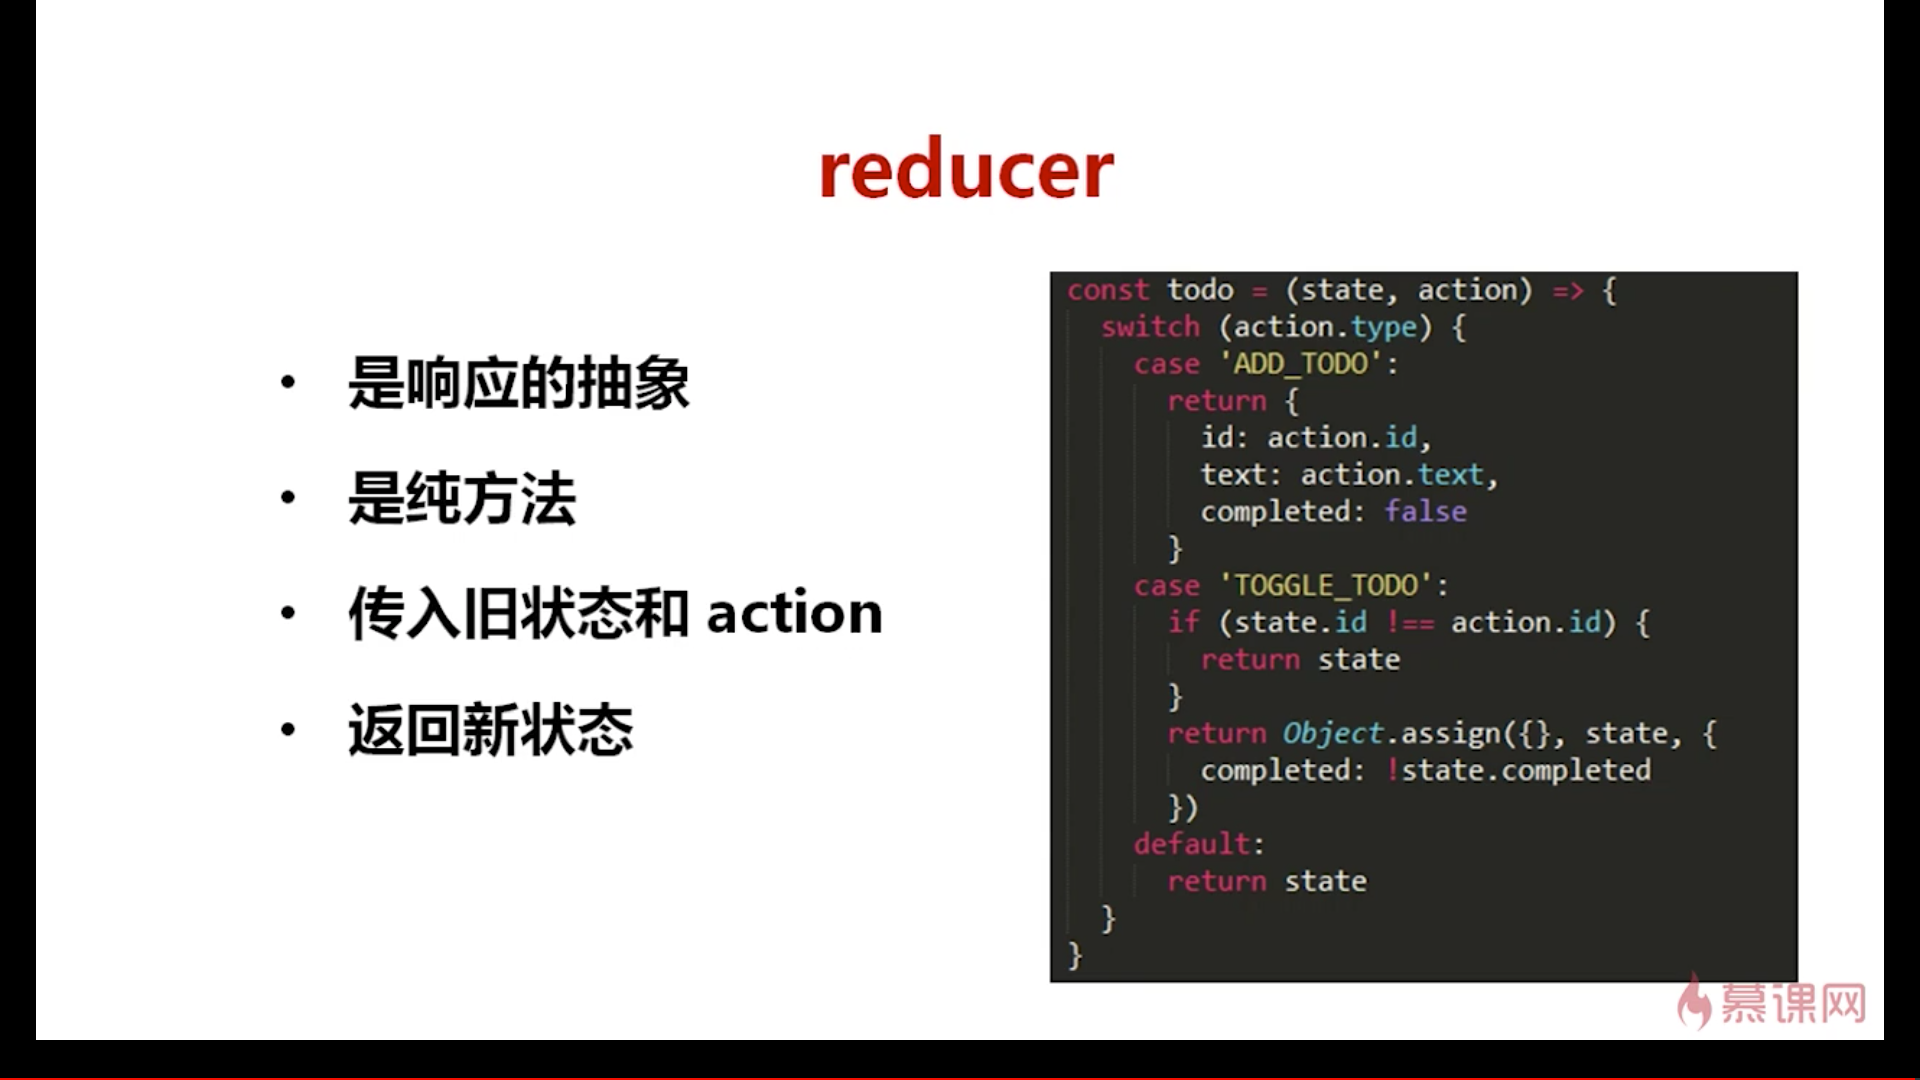 reducer
• 是响应的抽象
• 是纯方法
• 传入旧状态和 action
• 返回新状态
const todo = (state, action) => {
  switch (action.type) {
    case 'ADD_TODO':
      return {
        id: action.id,
        text: action.text,
        completed: false
      }
    case 'TOGGLE_TODO':
      if (state.id !== action.id) {
        return state
      }
      return Object.assign({}, state, {
        completed: !state.completed
      })
    default:
      return state
  }
}
慕课网